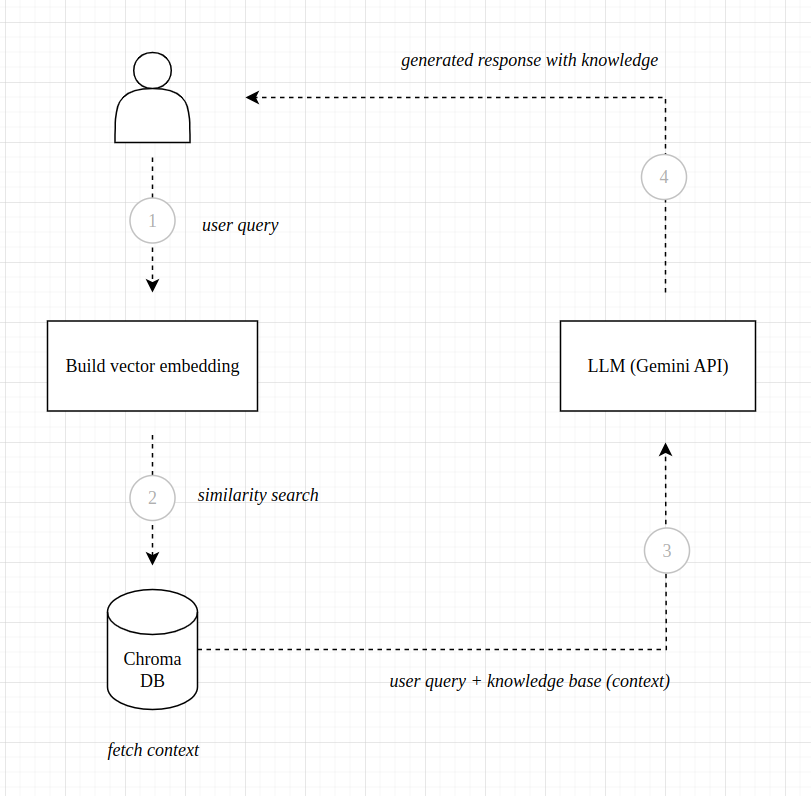 generated response with knowledge
4
1
user query
Build vector embedding
LLM (Gemini API)
2
similarity search
3
Chroma
DB
user query + knowledge base (context)
fetch context